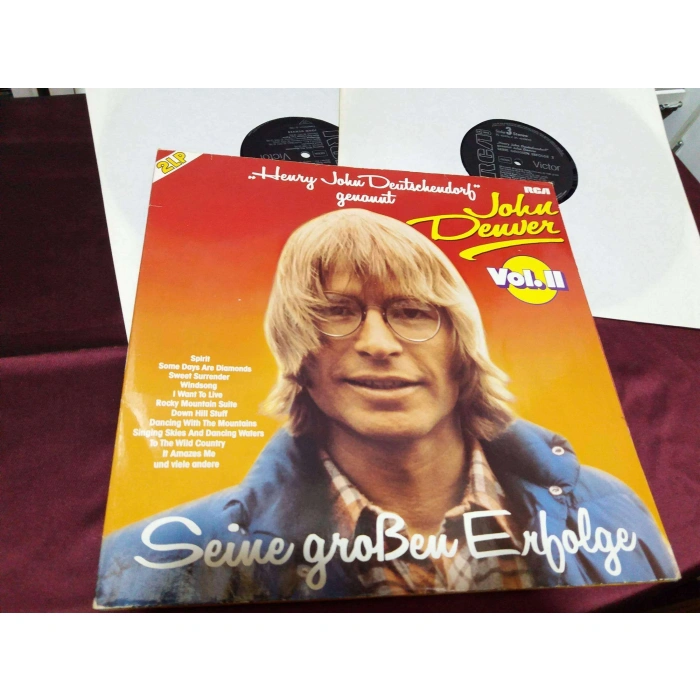 Victor
RCA
Seite 3 Stereo
RCA
Victor
2LP
„Henry John Deutschendorf"
genannt
RCA
John
Denver
Vol. II
Spirit
Some Days Are Diamonds
Sweet Surrender
Windsong
I Want To Live
Rocky Mountain Suite
Down Hill Stuff
Dancing With The Mountains
Singing Skies And Dancing Waters
To The Wild Country
It Amazes Me
und viele andere
Seine großen Erfolge